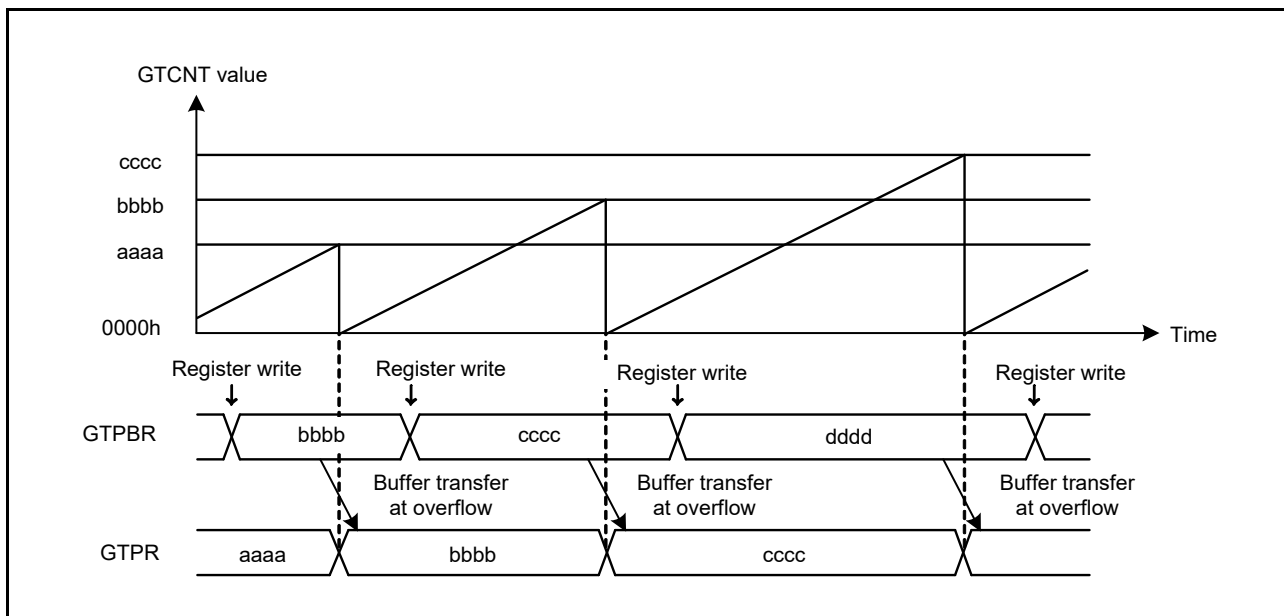 GTCNT value
cccc
bbbb
aaaa
0000h
Time
Register write
Register write
Register write
Register write
GTPBR
bbbb
cccc
dddd
Buffer transfer
at overflow
Buffer transfer
at overflow
Buffer transfer
at overflow
GTPR
aaaa
bbbb
cccc